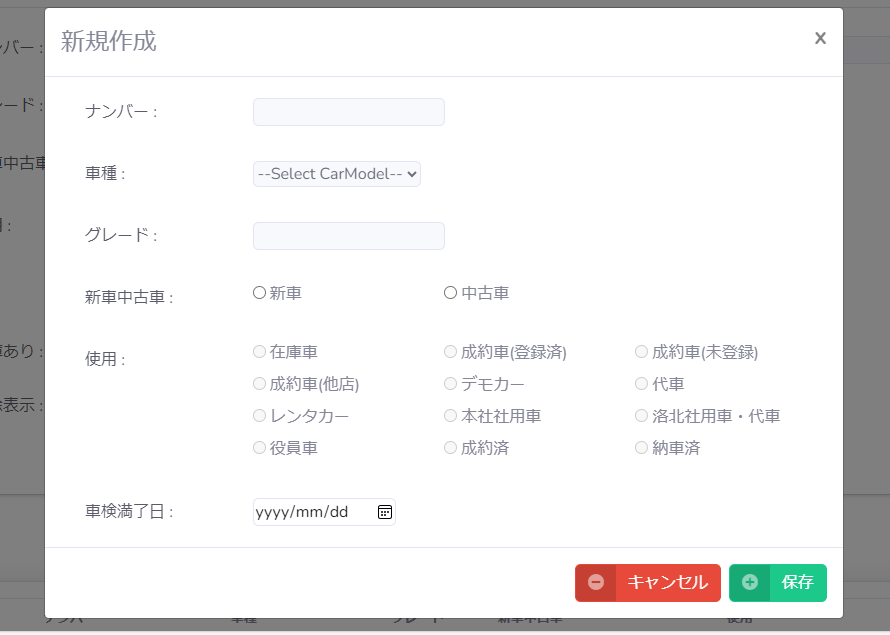 新規作成
x
ナンバー :
車種 :
--Select CarModel--
グレード :
新車中古車 :
新車
中古車
使用 :
在庫車
成約車(登録済)
成約車(未登録)
成約車(他店)
デモカー
代車
レンタカー
本社社用車
洛北社用車・代車
役員車
成約済
納車済
車検満了日 :
yyyy/mm/dd
キャンセル
保存